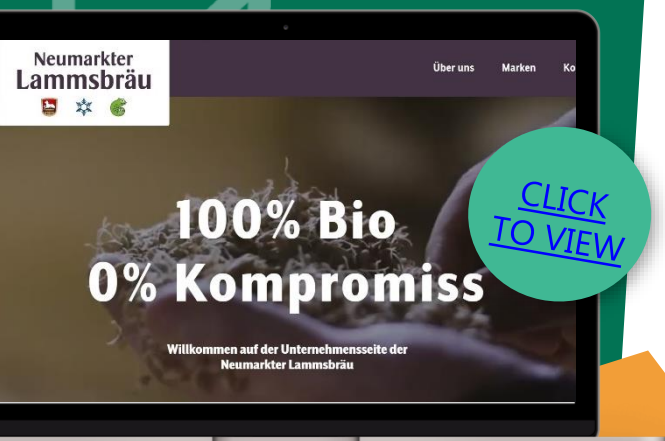 Neumarkter
Lammsbräu
Über uns Marken Ko
100% Bio
0% Kompromiss
CLICK
TO VIEW
Willkommen auf der Unternehmensseite der
Neumarkter Lammsbräu